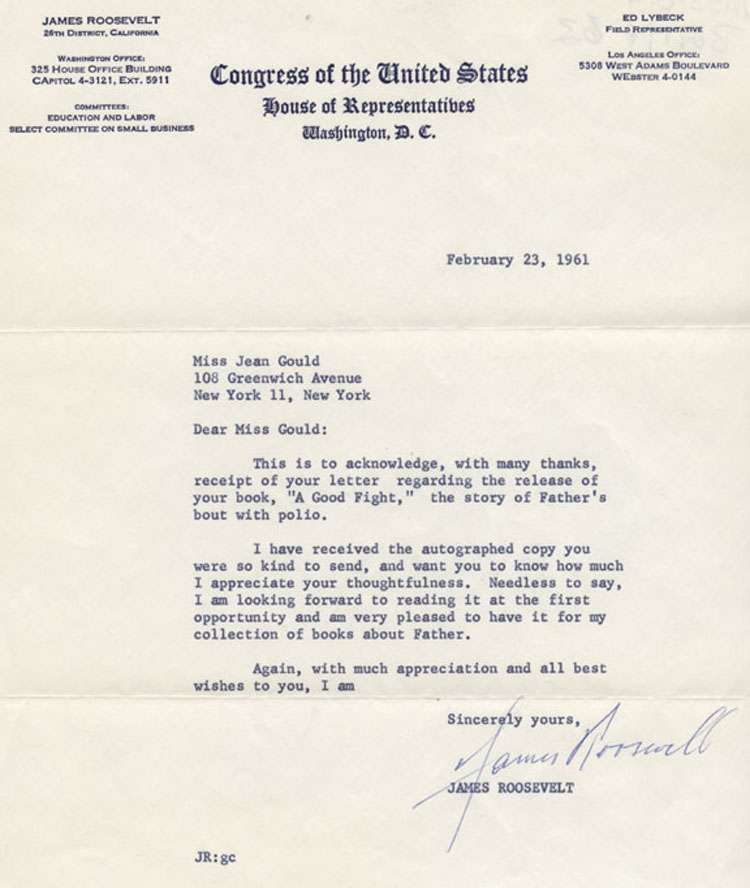 JAMES ROOSEVELT
26TH DISTRICT, CALIFORNIA
WASHINGTON OFFICE:
325 HOUSE OFFICE BUILDING
CAPITOL 4-3121, EXT. 5911
COMMITTEES:
EDUCATION AND LABOR
SELECT COMMITTEE ON SMALL BUSINESS
Congress of the United States
House of Representatives
Washington, D. C.
ED LYBECK
FIELD REPRESENTATIVE
LOS ANGELES OFFICE:
5308 WEST ADAMS BOULEVARD
WEBSTER 4-0144
February 23, 1961
Miss Jean Gould
108 Greenwich Avenue
New York 11, New York
Dear Miss Gould:
This is to acknowledge, with many thanks,
receipt of your letter regarding the release of
your book, "A Good Fight," the story of Father's
bout with polio.
I have received the autographed copy you
were so kind to send, and want you to know how much
I appreciate your thoughtfulness. Needless to say,
I am looking forward to reading it at the first
opportunity and am very pleased to have it for my
collection of books about Father.
Again, with much appreciation and all best
wishes to you, I am
Sincerely yours,
James Roosevelt
JAMES ROOSEVELT
JR:gc